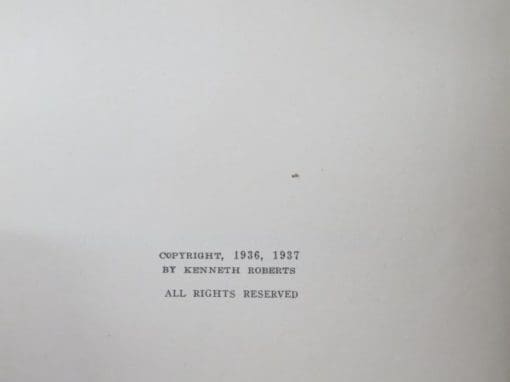 COPYRIGHT, 1936, 1937
BY KENNETH ROBERTS
ALL RIGHTS RESERVED